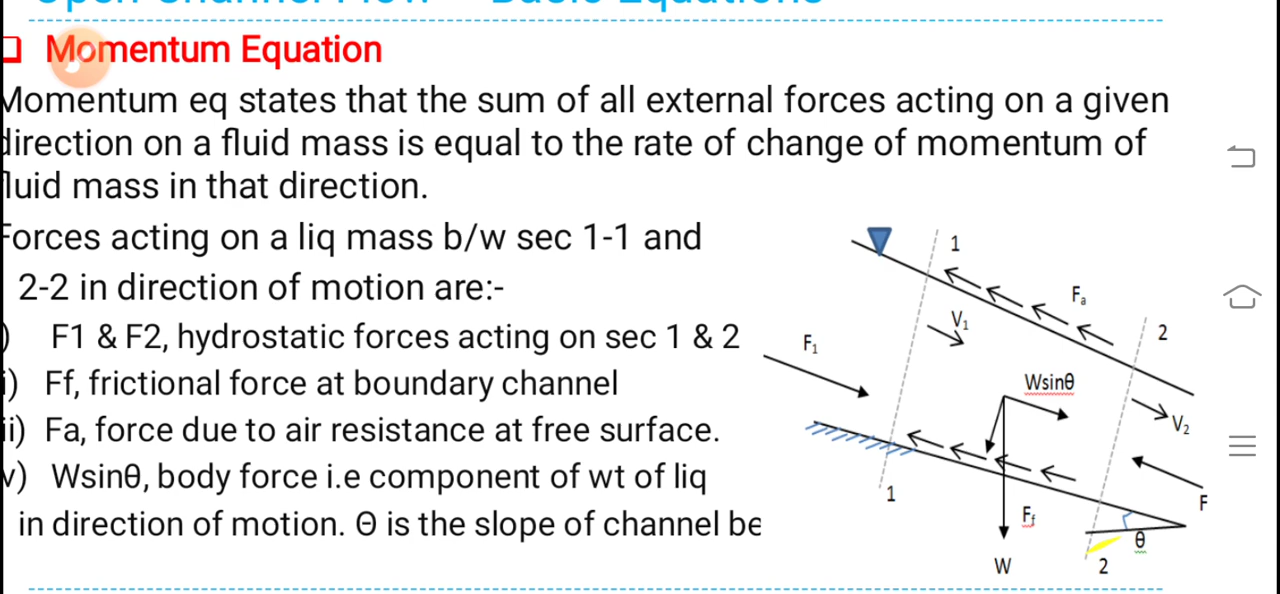 Momentum Equation
Momentum eq states that the sum of all external forces acting on a given
direction on a fluid mass is equal to the rate of change of momentum of
fluid mass in that direction.
Forces acting on a liq mass b/w sec 1-1 and
2-2 in direction of motion are:-
) F1 & F2, hydrostatic forces acting on sec 1 & 2
i) Ff, frictional force at boundary channel
ii) Fa, force due to air resistance at free surface.
v) Wsinθ, body force i.e component of wt of liq
in direction of motion. Θ is the slope of channel be
1
Fa
V1
2
F1
Wsinθ
V2
1
F
Ff
θ
W
2